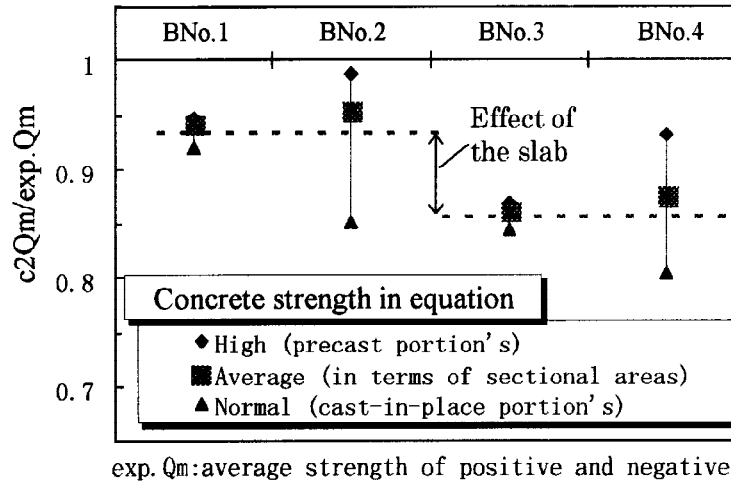 BNo.1 BNo.2 BNo.3 BNo.4
1
0.9
0.8
0.7
c2Qm/exp.Qm
Effect of
the slab
Concrete strength in equation
High (precast portion's)
Average (in terms of sectional areas)
Normal (cast-in-place portion's)
exp.Qm:average strength of positive and negative